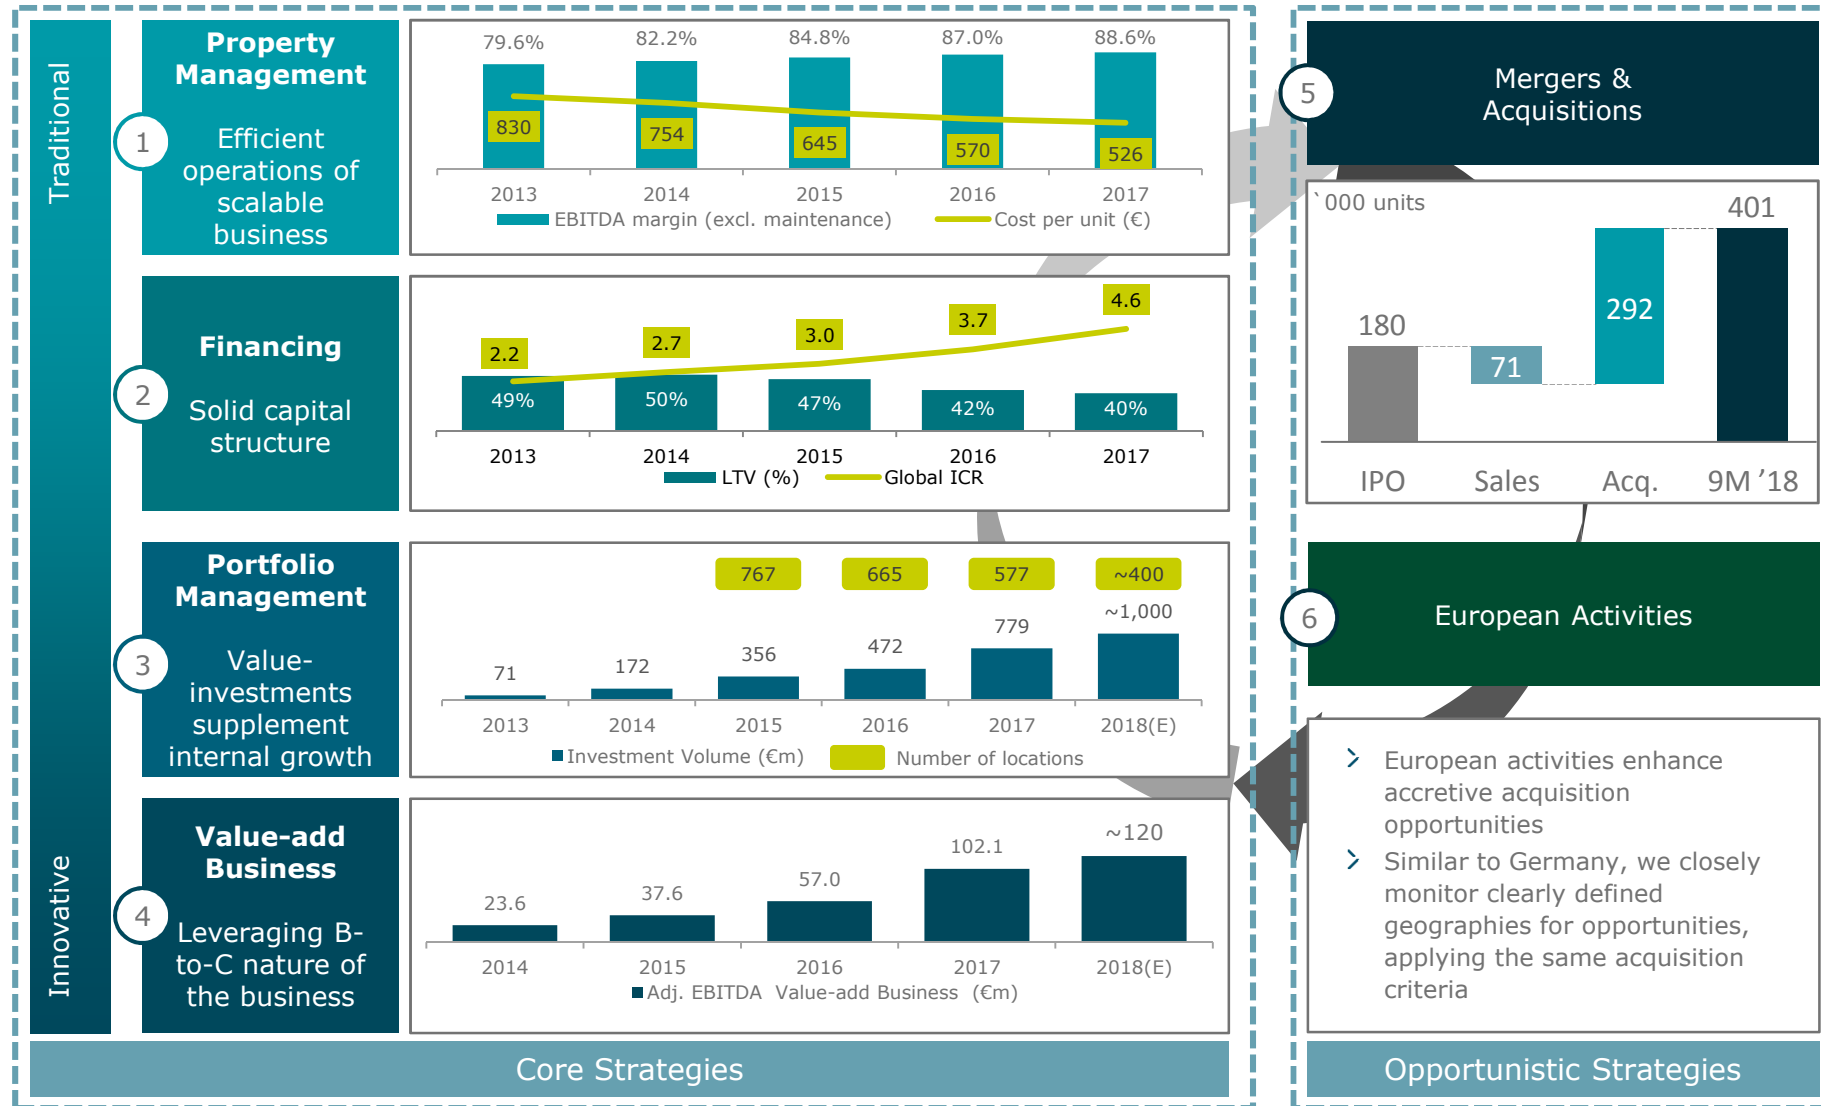 Traditional
Innovative
Property
Management
1
Efficient
operations of
scalable
business
79.6% 82.2% 84.8% 87.0% 88.6%
830 754 645 570 526
2013 2014 2015 2016 2017
EBITDA margin (excl. maintenance) Cost per unit (€)
Financing
2
Solid capital
structure
2.2 2.7 3.0 3.7 4.6
49% 50% 47% 42% 40%
2013 2014 2015 2016 2017
LTV (%) Global ICR
Portfolio
Management
3
Value-
investments
supplement
internal growth
767 665 577 ~400
71 172 356 472 779 ~1,000
2013 2014 2015 2016 2017 2018(E)
Investment Volume (€m) Number of locations
Value-add
Business
4
Leveraging B-
to-C nature of
the business
23.6 37.6 57.0 102.1 ~120
2014 2015 2016 2017 2018(E)
Adj. EBITDA Value-add Business (€m)
Core Strategies
5
Mergers &
Acquisitions
`000 units
180 71 292 401
IPO Sales Acq. 9M ’18
6
European Activities
European activities enhance
accretive acquisition
opportunities
Similar to Germany, we closely
monitor clearly defined
geographies for opportunities,
applying the same acquisition
criteria
Opportunistic Strategies